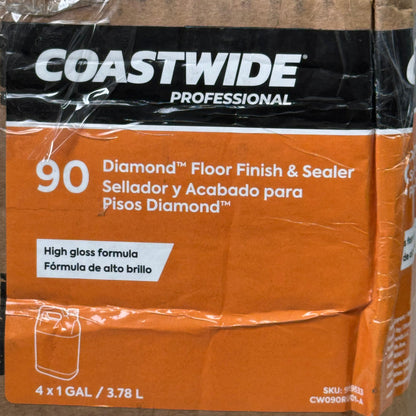 COASTWIDE®
PROFESSIONAL
90
Diamond™ Floor Finish & Sealer
Sellador y Acabado para
Pisos Diamond™
High gloss formula
Fórmula de alto brillo
4 x 1 GAL / 3.78 L
SKU: